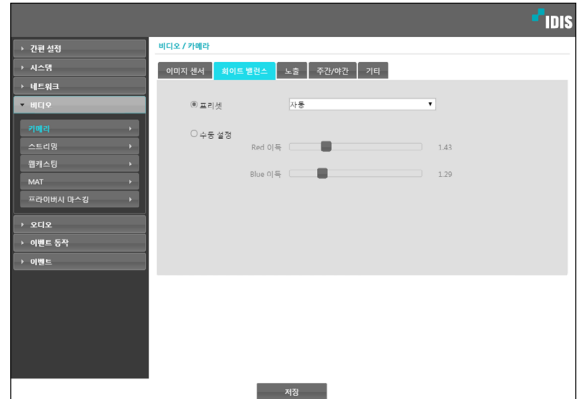 IDIS
간편 설정
시스템
네트워크
비디오
카메라
스트리밍
웹캐스팅
MAT
프라이버시 마스킹
오디오
이벤트 동작
이벤트
비디오 / 카메라
이미지 센서 화이트 밸런스 노출 주간/야간 기타
프리셋 자동
수동 설정
Red 이득 1.43
Blue 이득 1.29
저장